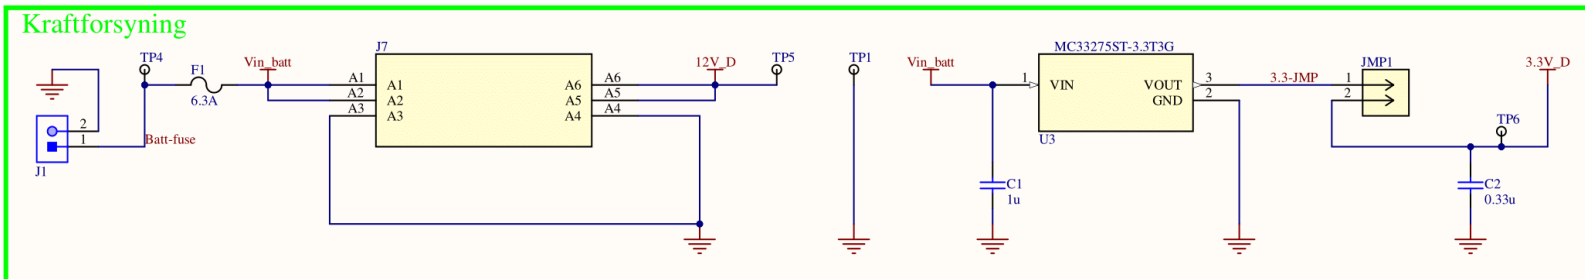 Kraftforsyning
TP4
F1
6.3A
Vin_batt
2
1
J1
Batt-fuse
J7
A1 A1
A2 A2
A3 A3
A6 A6
A5 A5
A4 A4
12V_D
TP5
TP1
Vin_batt
C1
1u
MC33275ST-3.3T3G
1 VIN
VOUT 3
GND 2
U3
3.3-JMP
JMP1
1
2
3.3V_D
TP6
C2
0.33u